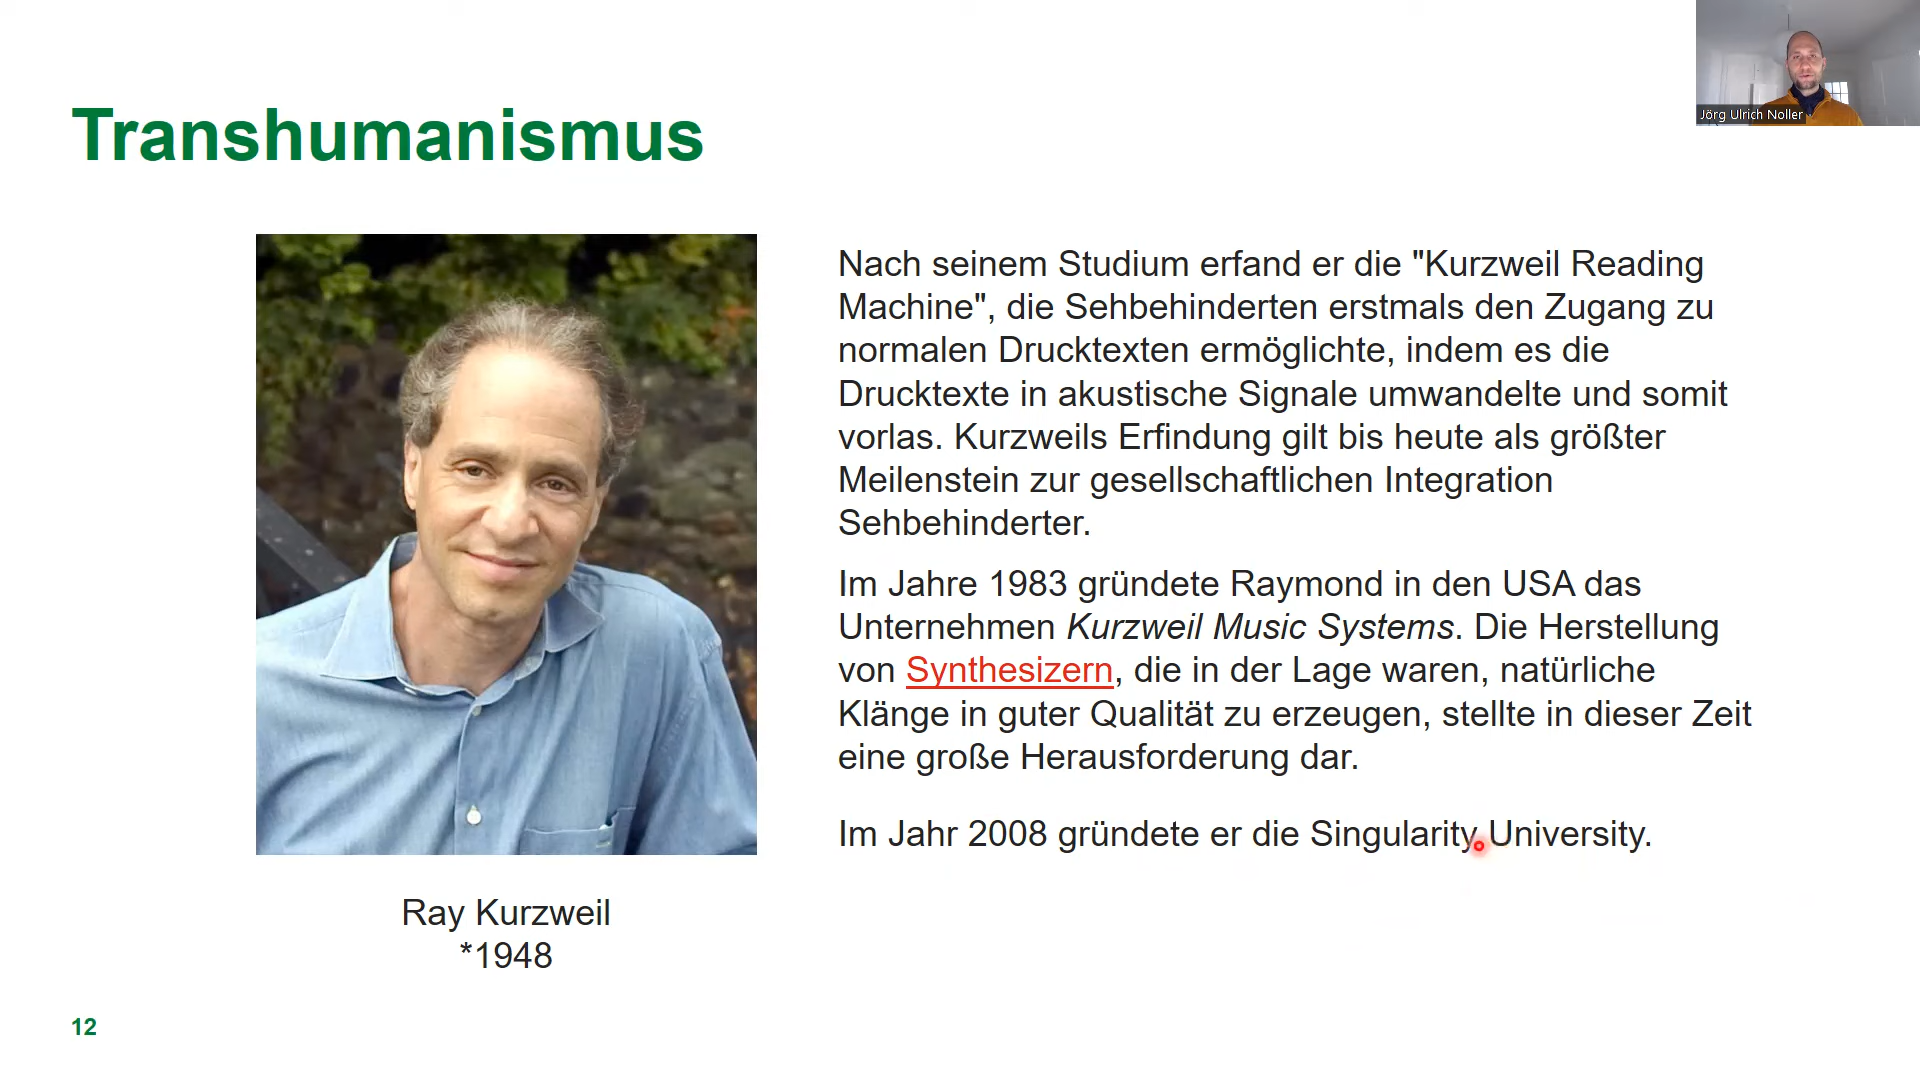 Jörg Ulrich Noller
Transhumanismus
Nach seinem Studium erfand er die "Kurzweil Reading
Machine", die Sehbehinderten erstmals den Zugang zu
normalen Drucktexten ermöglichte, indem es die
Drucktexte in akustische Signale umwandelte und somit
vorlas. Kurzweils Erfindung gilt bis heute als größter
Meilenstein zur gesellschaftlichen Integration
Sehbehinderter.
Im Jahre 1983 gründete Raymond in den USA das
Unternehmen Kurzweil Music Systems. Die Herstellung
von Synthesizern, die in der Lage waren, natürliche
Klänge in guter Qualität zu erzeugen, stellte in dieser Zeit
eine große Herausforderung dar.
Im Jahr 2008 gründete er die Singularity University.
Ray Kurzweil
*1948
12